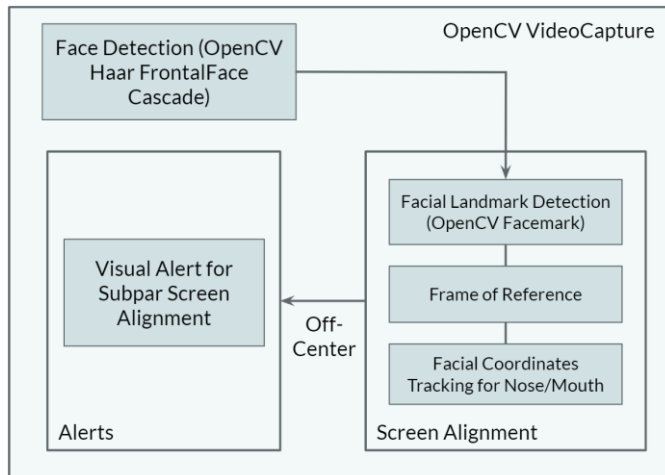 OpenCV VideoCapture
Face Detection (OpenCV
Haar FrontalFace
Cascade)
Facial Landmark Detection
(OpenCV Facemark)
Visual Alert for
Subpar Screen
Alignment
Frame of Reference
Off-
Center
Facial Coordinates
Tracking for Nose/Mouth
Alerts
Screen Alignment